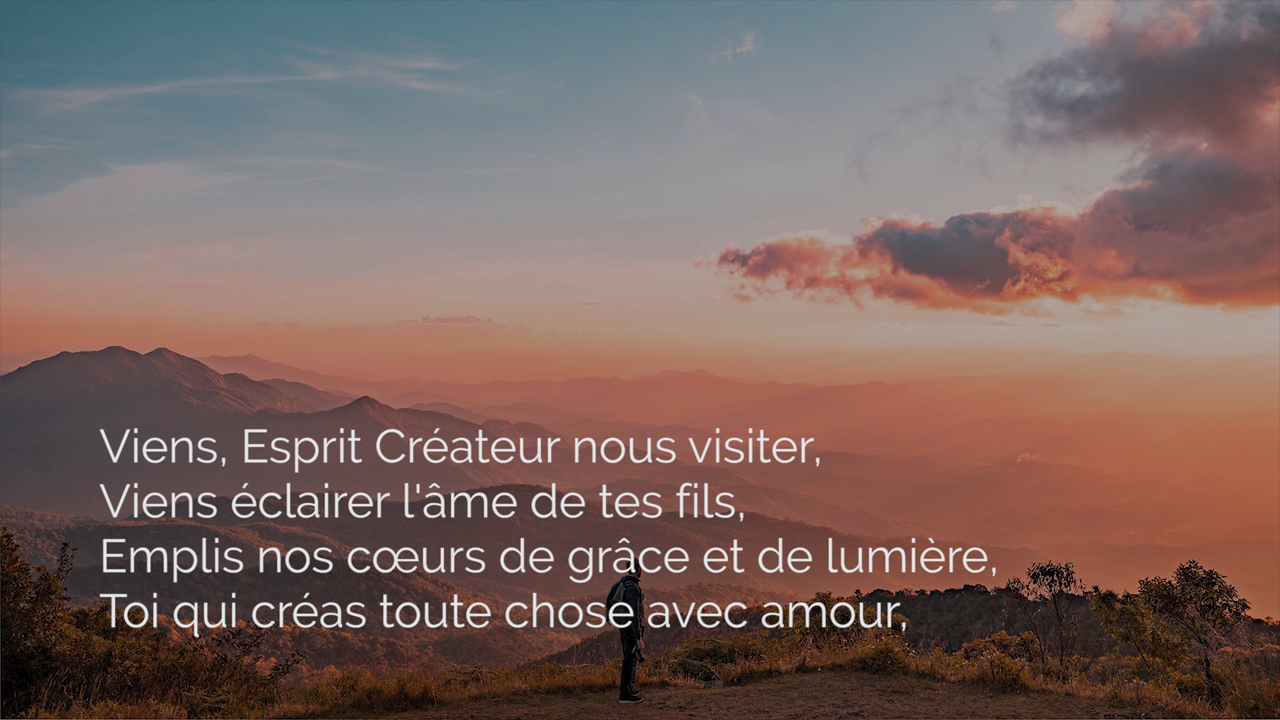 Viens, Esprit Créateur nous visiter,
Viens éclairer l'âme de tes fils,
Emplis nos cœurs de grâce et de lumière,
Toi qui créas toute chose avec amour,